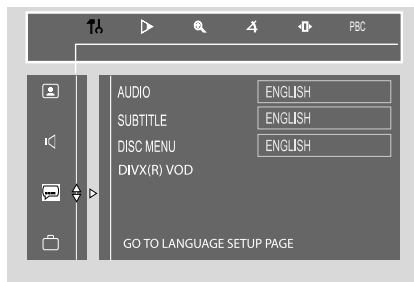 PBC
AUDIO ENGLISH
SUBTITLE ENGLISH
DISC MENU ENGLISH
DIVX(R) VOD
GO TO LANGUAGE SETUP PAGE